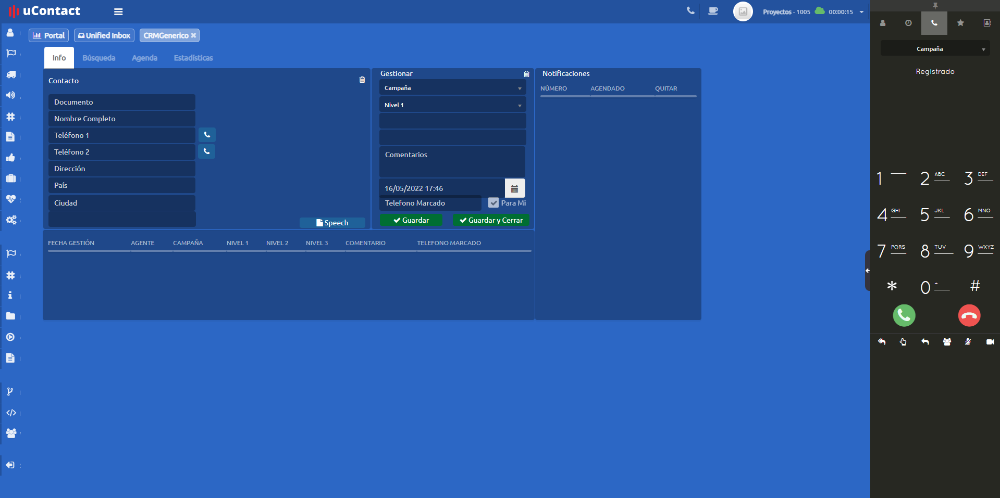 uContact
Proyectos - 1005 00:00:15
Portal Unified Inbox CRMGenerico
Info Búsqueda Agenda Estadísticas
Contacto
Documento
Nombre Completo
Teléfono 1
Teléfono 2
Dirección
País
Ciudad
Speech
Gestionar
Campaña
Nivel 1
Comentarios
16/05/2022 17:46
Telefono Marcado Para Mi
Guardar Guardar y Cerrar
Notificaciones
NÚMERO AGENDADO QUITAR
FECHA GESTIÓN AGENTE CAMPAÑA NIVEL 1 NIVEL 2 NIVEL 3 COMENTARIO TELEFONO MARCADO
Campaña
Registrado
1 2 ABC 3 DEF
4 GHI 5 JKL 6 MNO
7 PQRS 8 TUV 9 WXYZ
* 0 + #